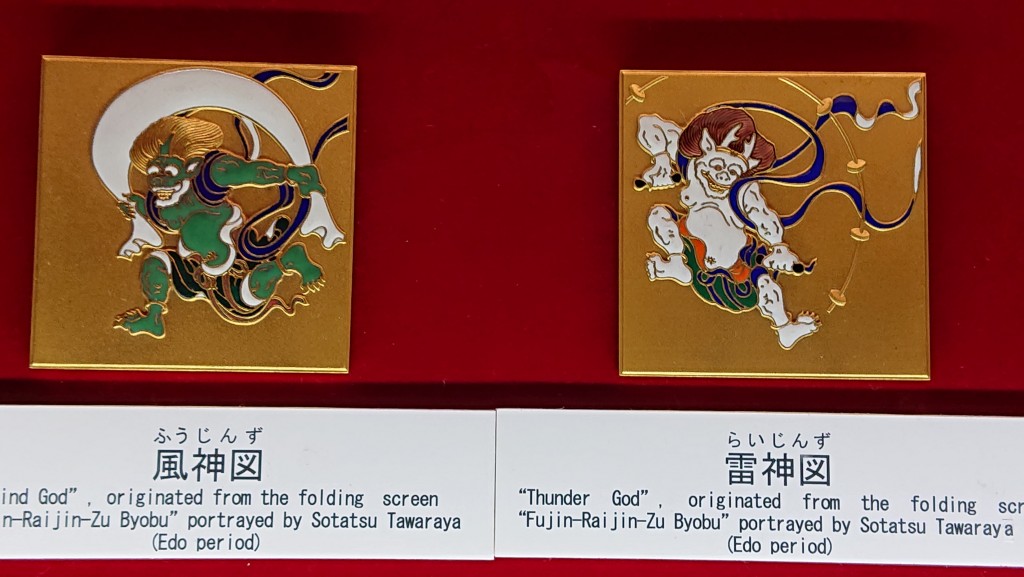 ふうじんず
風神図
ind God”, originated from the folding screen
n-Raijin-Zu Byobu” portrayed by Sotatsu Tawaraya
(Edo period)
らいじんず
雷神図
“Thunder God”, originated from the folding scr
“Fujin-Raijin-Zu Byobu” portrayed by Sotatsu Tawaraya
(Edo period)